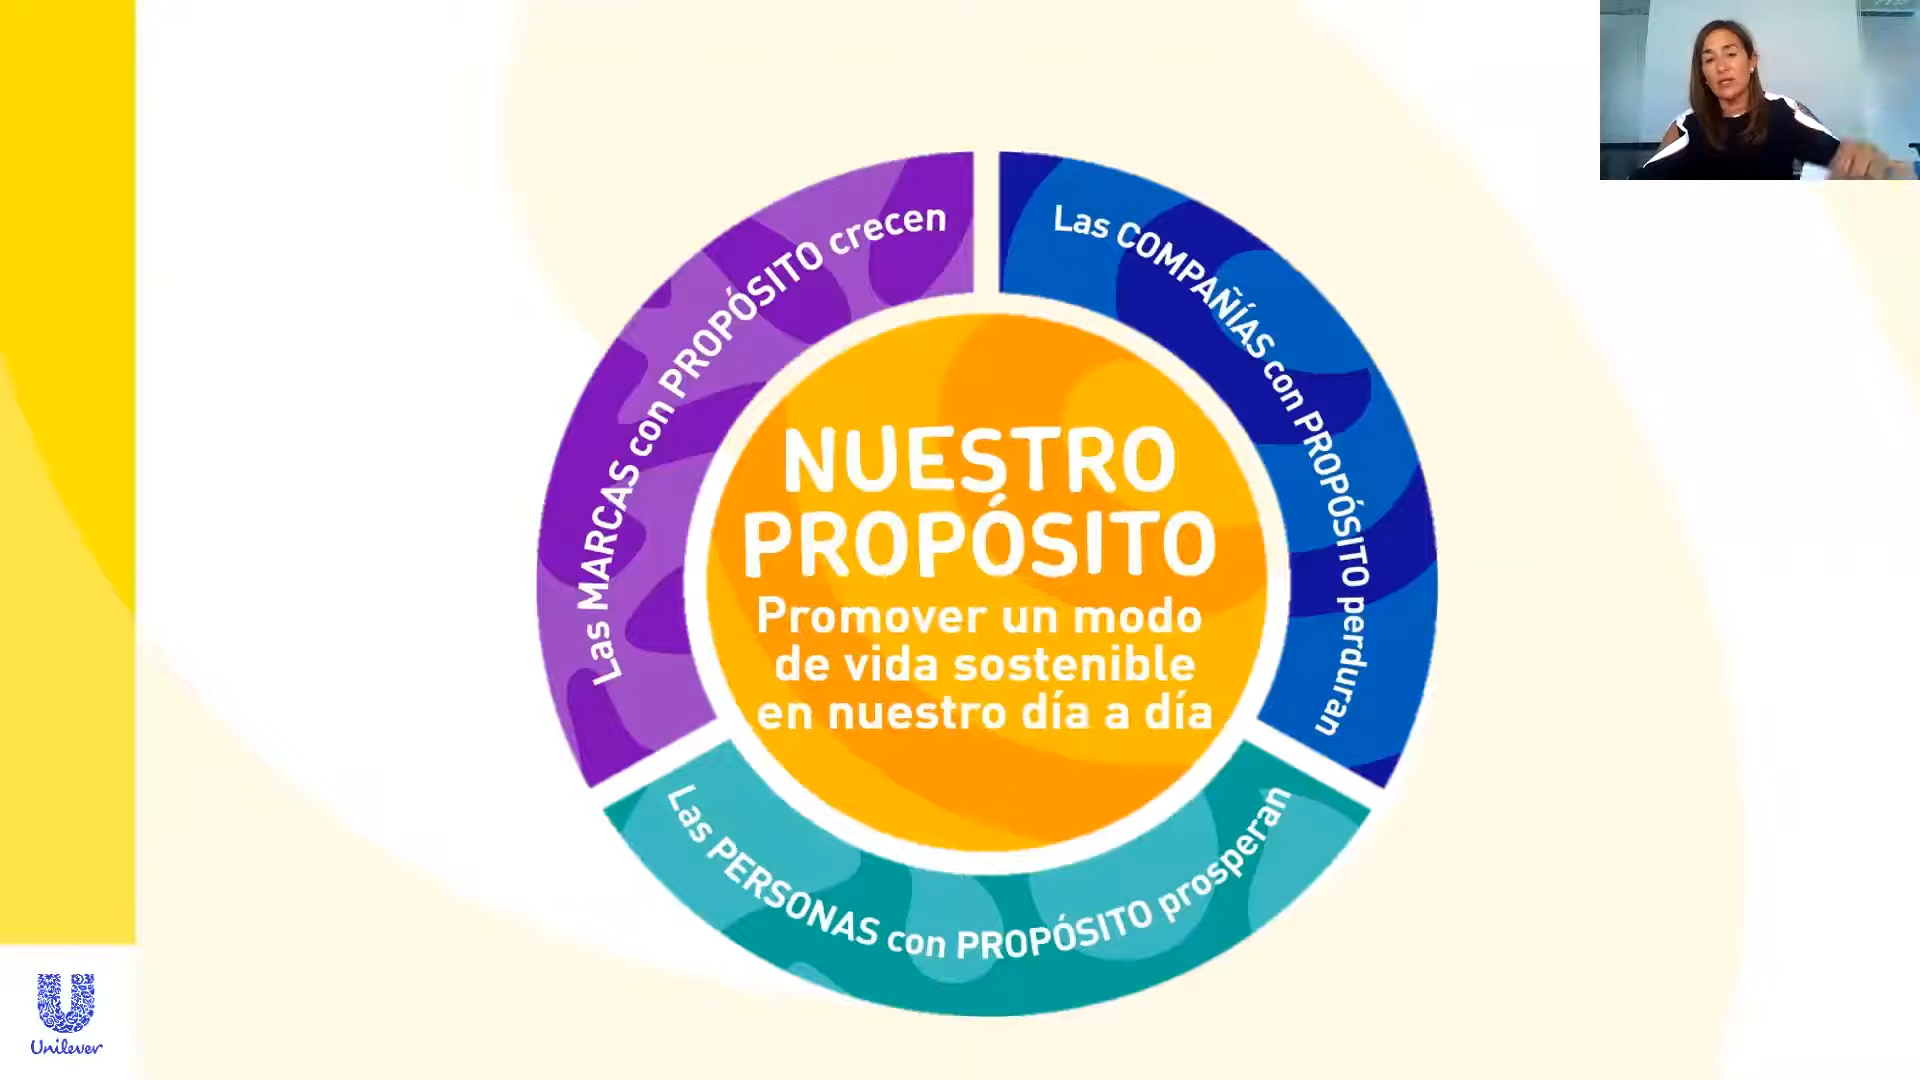 Las MARCAS con PROPÓSITO crecen
Las COMPAÑÍAS con PROPÓSITO perduran
NUESTRO
PROPÓSITO
Promover un modo
de vida sostenible
en nuestro día a día
Las PERSONAS con PROPÓSITO prosperan
Unilever